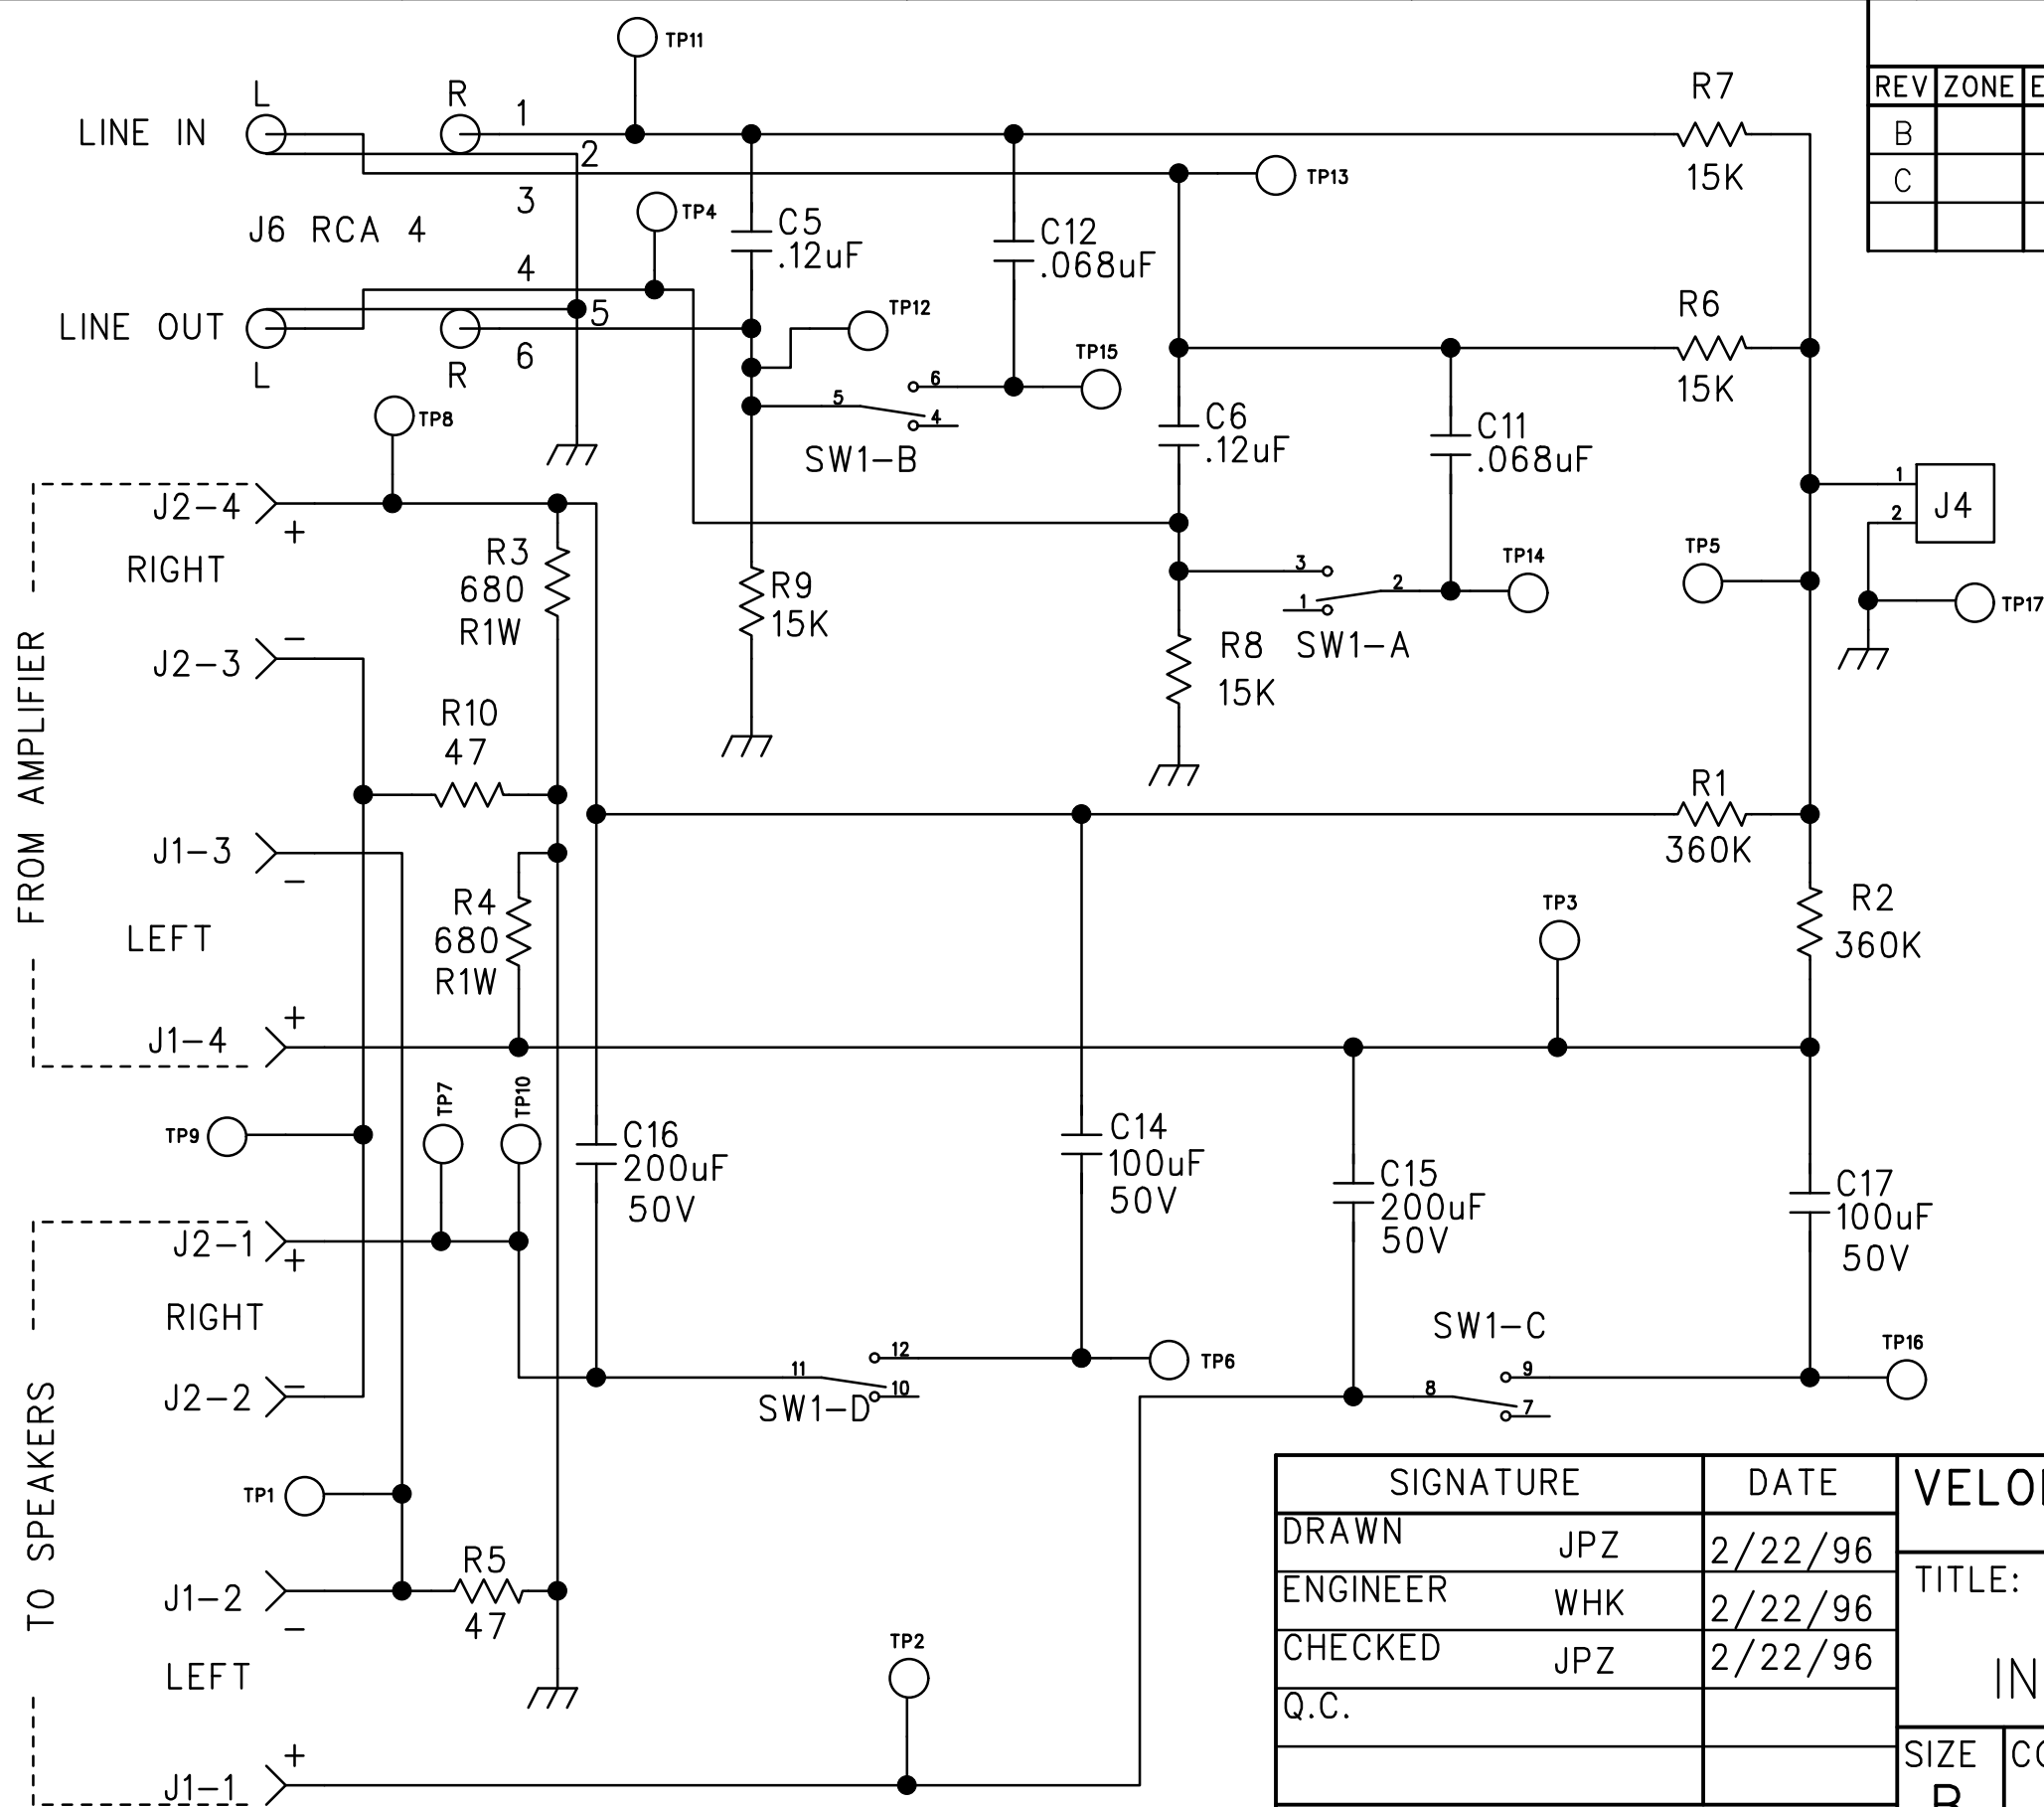 TP11
L
R
1
LINE IN
2
3
TP13
R7
15K
REV ZONE E
B
C
J6 RCA 4
TP4
C5
.12uF
C12
.068uF
4
5
LINE OUT
6
L
R
TP12
TP15
R6
15K
6
5
4
SW1-B
C6
.12uF
C11
.068uF
TP8
J2-4
+
RIGHT
R3
680
R1W
R9
15K
1
2
J4
TP5
TP17
3
2
1
TP14
SW1-A
R8
15K
FROM AMPLIFIER
J2-3
-
R10
47
J1-3
-
LEFT
R4
680
R1W
R1
360K
R2
360K
TP3
J1-4
+
TP9
TP7
TP10
C16
200uF
50V
C14
100uF
50V
C15
200uF
50V
C17
100uF
50V
J2-1
+
RIGHT
J2-2
-
TO SPEAKERS
11
12
10
SW1-D
TP6
SW1-C
8
9
7
TP16
TP1
J1-2
-
R5
47
LEFT
TP2
J1-1
+
SIGNATURE DATE
DRAWN JPZ 2/22/96
ENGINEER WHK 2/22/96
CHECKED JPZ 2/22/96
Q.C.
TITLE:
IN
SIZE
B